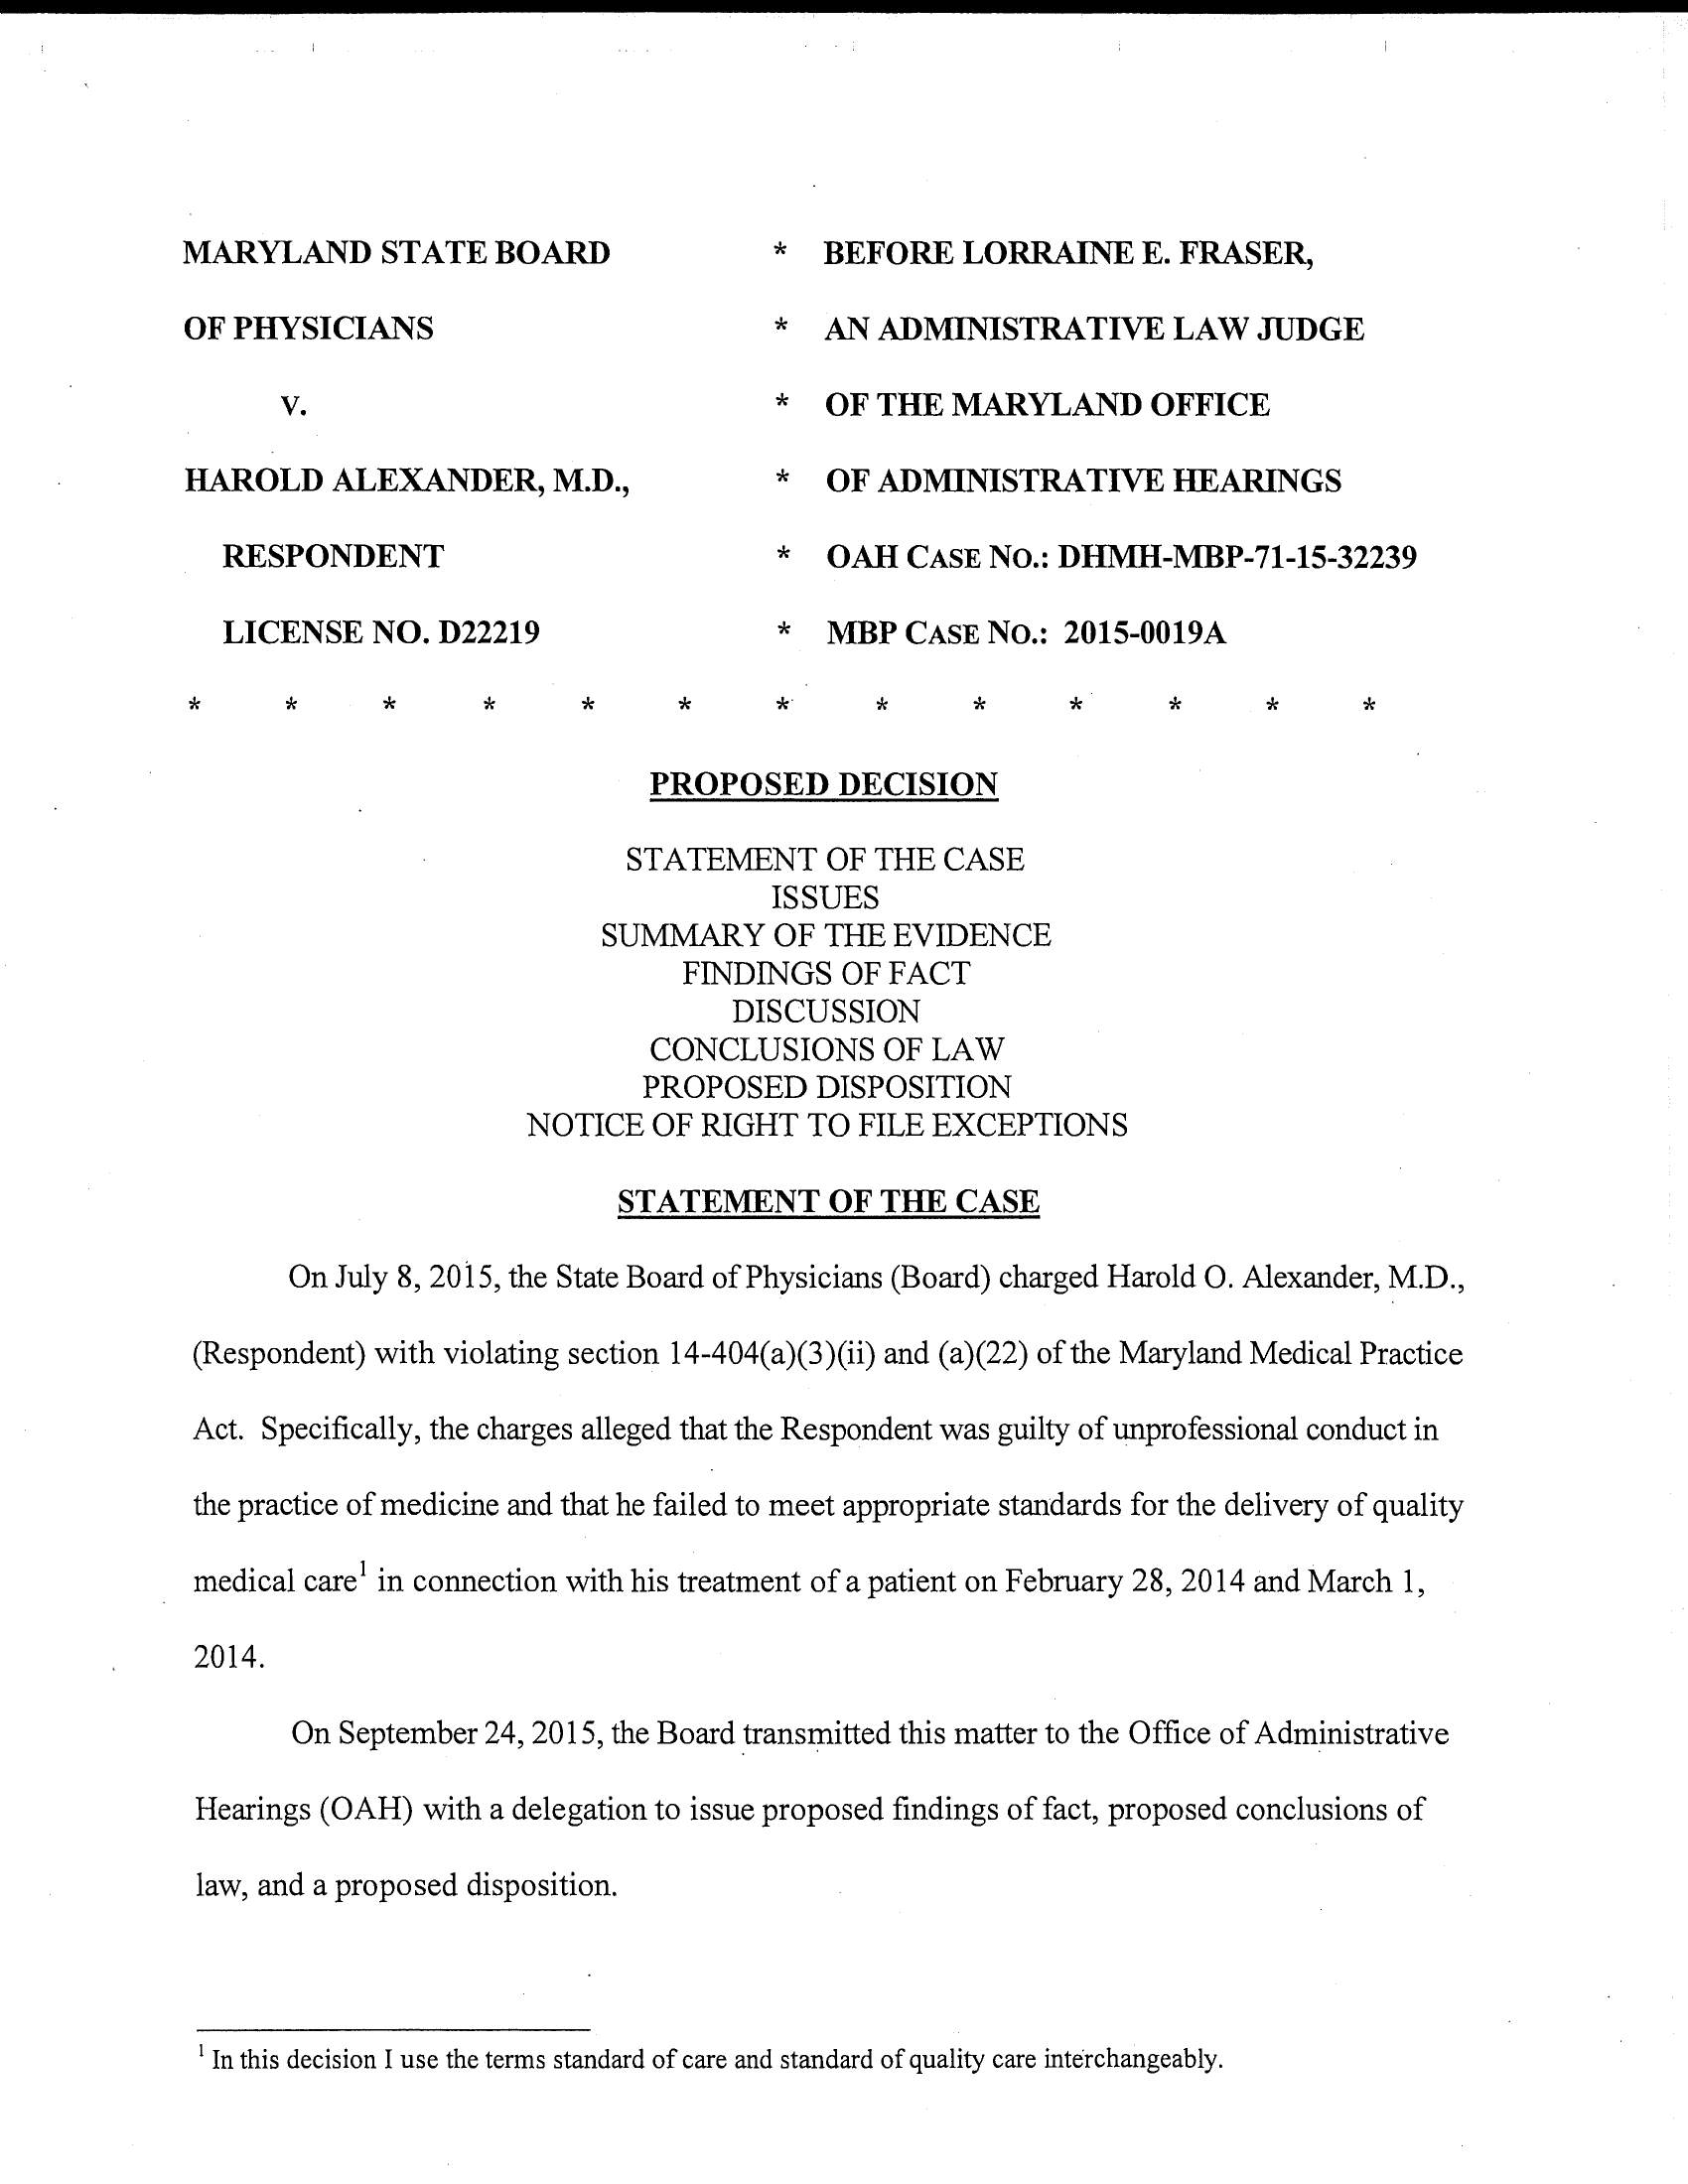 MARYLAND STATE BOARD * BEFORE LORRAINE E. FRASER,
OF PHYSICIANS * AN ADMINISTRATIVE LAW JUDGE
v. * OF THE MARYLAND OFFICE
HAROLD ALEXANDER, M.D., * OF ADMINISTRATIVE HEARINGS
RESPONDENT * OAH CASE NO.: DHMH-MBP-71-15-32239
LICENSE NO. D22219 * MBP CASE NO.: 2015-0019A
* * * * * * * * * * * * *
PROPOSED DECISION
STATEMENT OF THE CASE
ISSUES
SUMMARY OF THE EVIDENCE
FINDINGS OF FACT
DISCUSSION
CONCLUSIONS OF LAW
PROPOSED DISPOSITION
NOTICE OF RIGHT TO FILE EXCEPTIONS
STATEMENT OF THE CASE
On July 8, 2015, the State Board of Physicians (Board) charged Harold O. Alexander, M.D.,
(Respondent) with violating section 14-404(a)(3)(ii) and (a)(22) of the Maryland Medical Practice
Act. Specifically, the charges alleged that the Respondent was guilty of unprofessional conduct in
the practice of medicine and that he failed to meet appropriate standards for the delivery of quality
medical care¹ in connection with his treatment of a patient on February 28, 2014 and March 1,
2014.
On September 24, 2015, the Board transmitted this matter to the Office of Administrative
Hearings (OAH) with a delegation to issue proposed findings of fact, proposed conclusions of
law, and a proposed disposition.
¹ In this decision I use the terms standard of care and standard of quality care interchangeably.